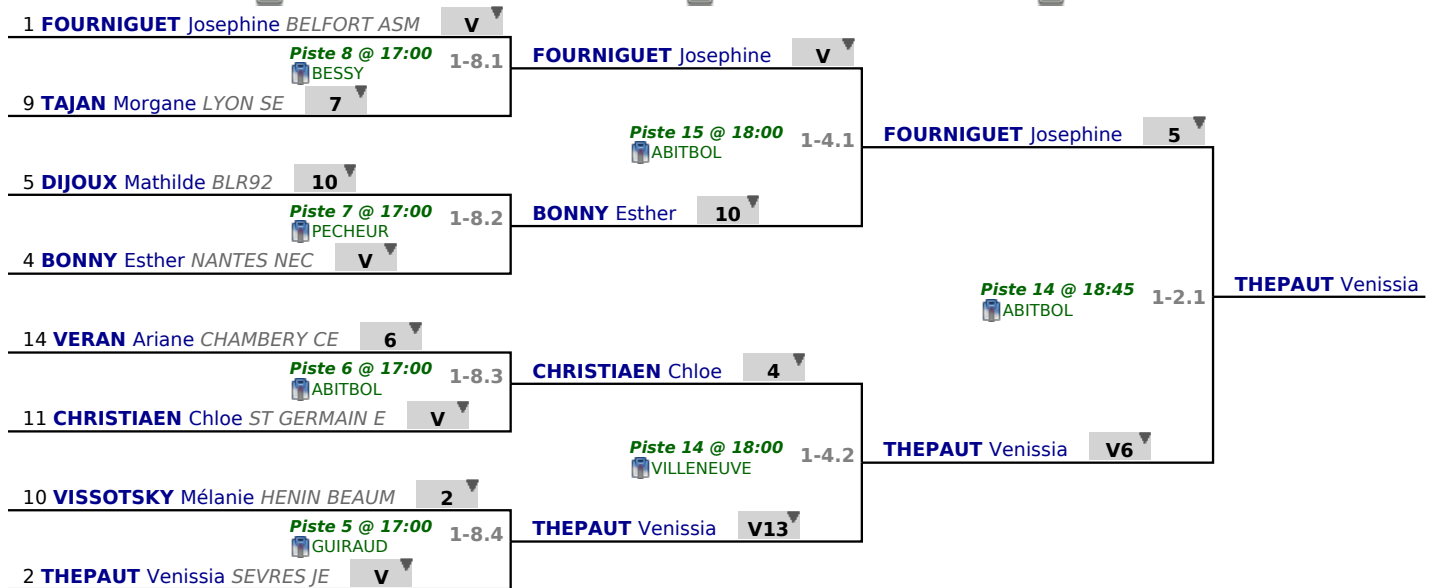 1 FOURNIGUET Josephine BELFORT ASM V
Piste 8 @ 17:00
BESSY
1-8.1
9 TAJAN Morgane LYON SE 7
5 DIJOUX Mathilde BLR92 10
Piste 7 @ 17:00
PECHEUR
1-8.2
4 BONNY Esther NANTES NEC V
14 VERAN Ariane CHAMBERY CE 6
Piste 6 @ 17:00
ABITBOL
1-8.3
11 CHRISTIAEN Chloe ST GERMAIN E V
10 VISSOTSKY Mélanie HENIN BEAUM 2
Piste 5 @ 17:00
GUIRAUD
1-8.4
2 THEPAUT Venissia SEVRES JE V
FOURNIGUET Josephine V
Piste 15 @ 18:00
ABITBOL
1-4.1
BONNY Esther 10
CHRISTIAEN Chloe 4
Piste 14 @ 18:00
VILLENEUVE
1-4.2
THEPAUT Venissia V13
FOURNIGUET Josephine 5
Piste 14 @ 18:45
ABITBOL
1-2.1
THEPAUT Venissia V6
THEPAUT Venissia